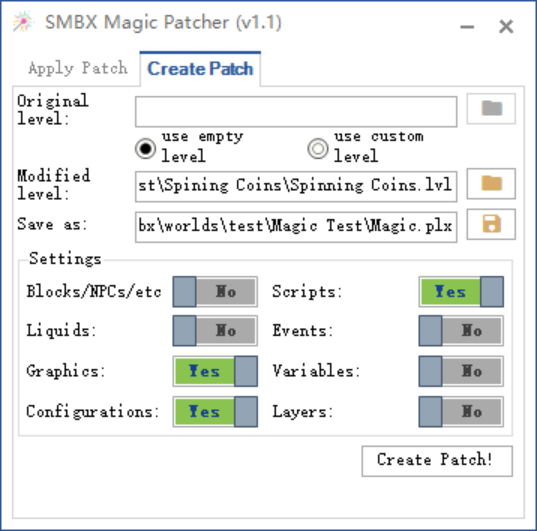 SMBX Magic Patcher (v1.1)
Apply Patch Create Patch
Original
level:
use empty
level
use custom
level
Modified
level:
st\Spining Coins\Spinning Coins.lvl
Save as:
bx\worlds\test\Magic Test\Magic.plx
Settings
Blocks/NPCs/etc No Scripts: Yes
Liquids: No Events: No
Graphics: Yes Variables: No
Configurations: Yes Layers: No
Create Patch!